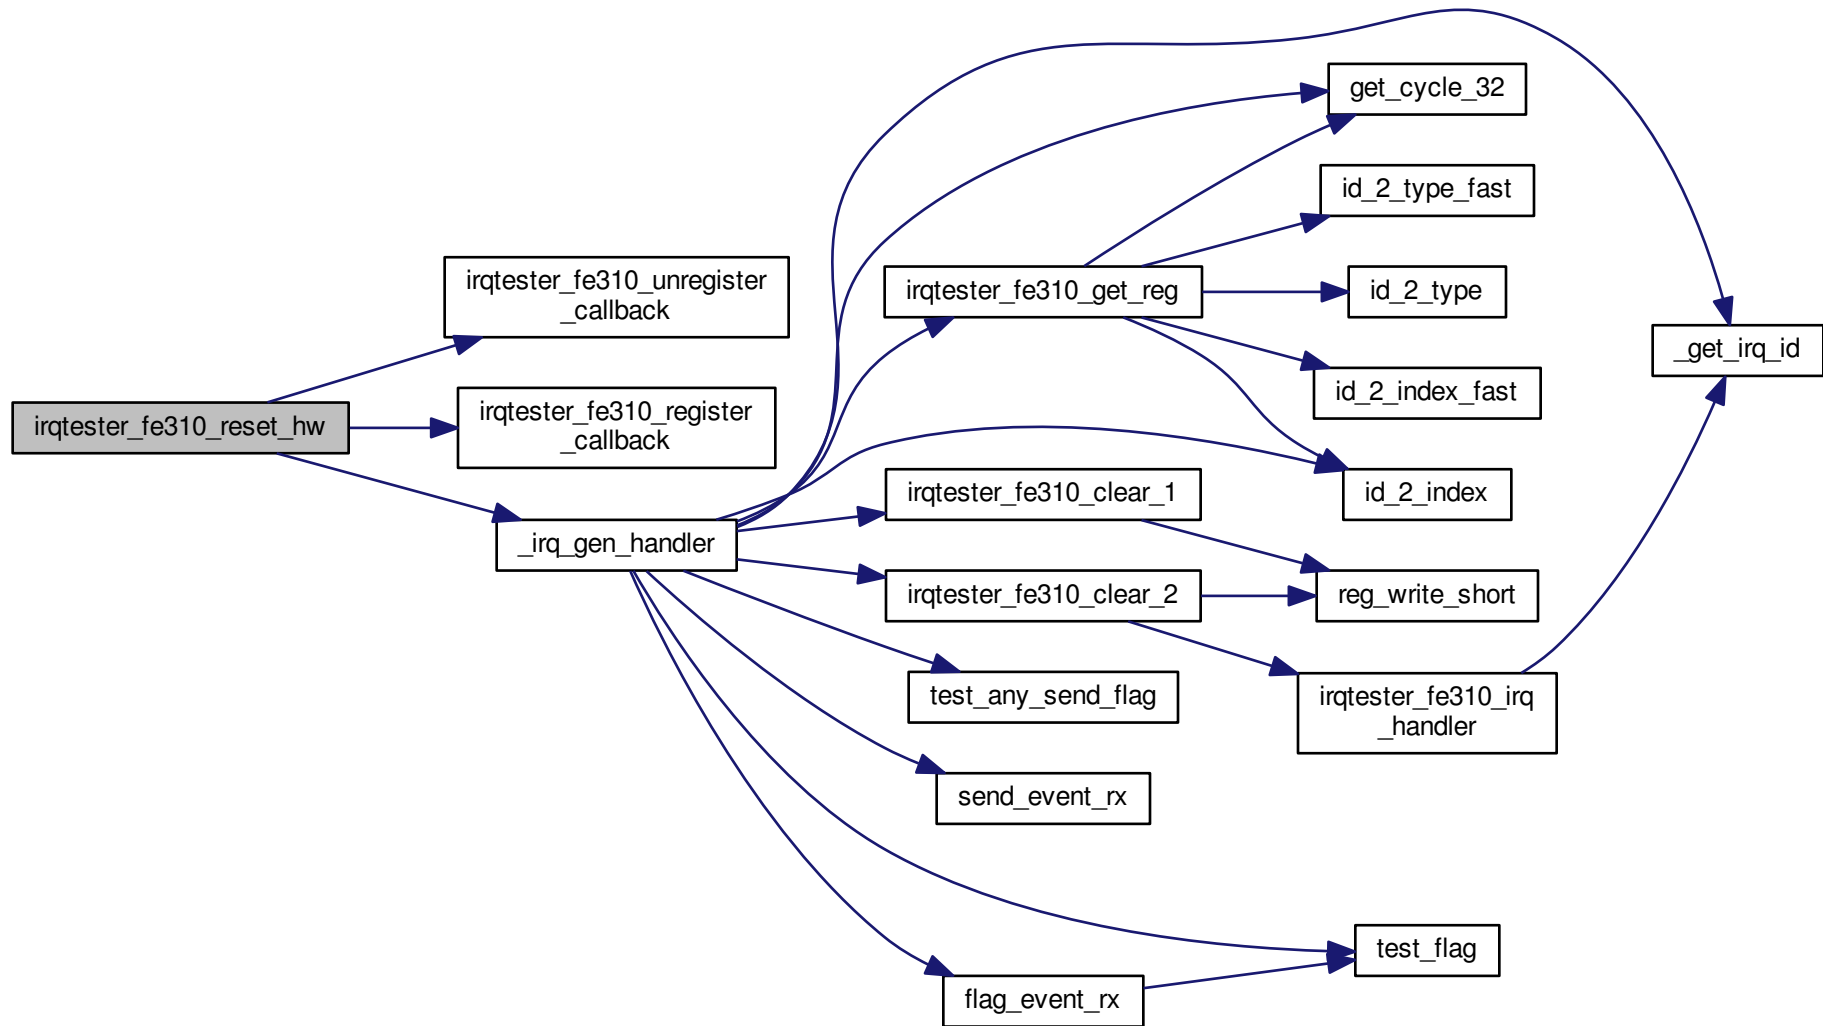 irqtester_fe310_reset_hw
irqtester_fe310_unregister
_callback
irqtester_fe310_register
_callback
_irq_gen_handler
irqtester_fe310_get_reg
irqtester_fe310_clear_1
irqtester_fe310_clear_2
test_any_send_flag
send_event_rx
flag_event_rx
get_cycle_32
id_2_type_fast
id_2_type
id_2_index_fast
id_2_index
reg_write_short
irqtester_fe310_irq
_handler
test_flag
_get_irq_id